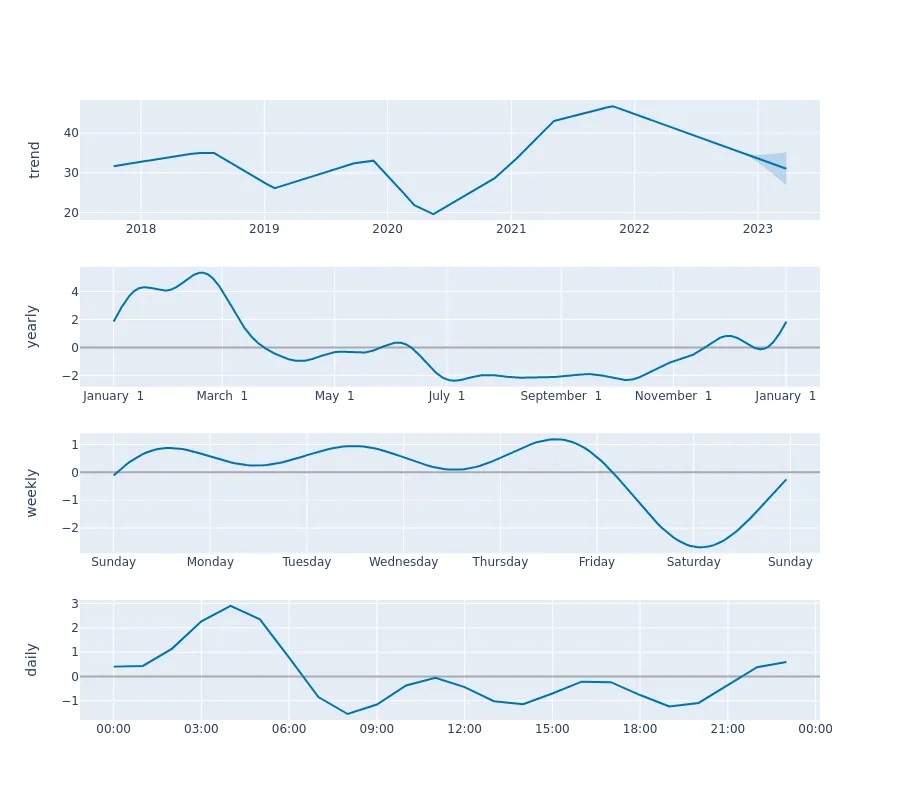 trend
40
30
20
2018 2019 2020 2021 2022 2023
yearly
4
2
0
−2
January 1 March 1 May 1 July 1 September 1 November 1 January 1
weekly
1
0
−1
−2
Sunday Monday Tuesday Wednesday Thursday Friday Saturday Sunday
daily
3
2
1
0
−1
00:00 03:00 06:00 09:00 12:00 15:00 18:00 21:00 00:00